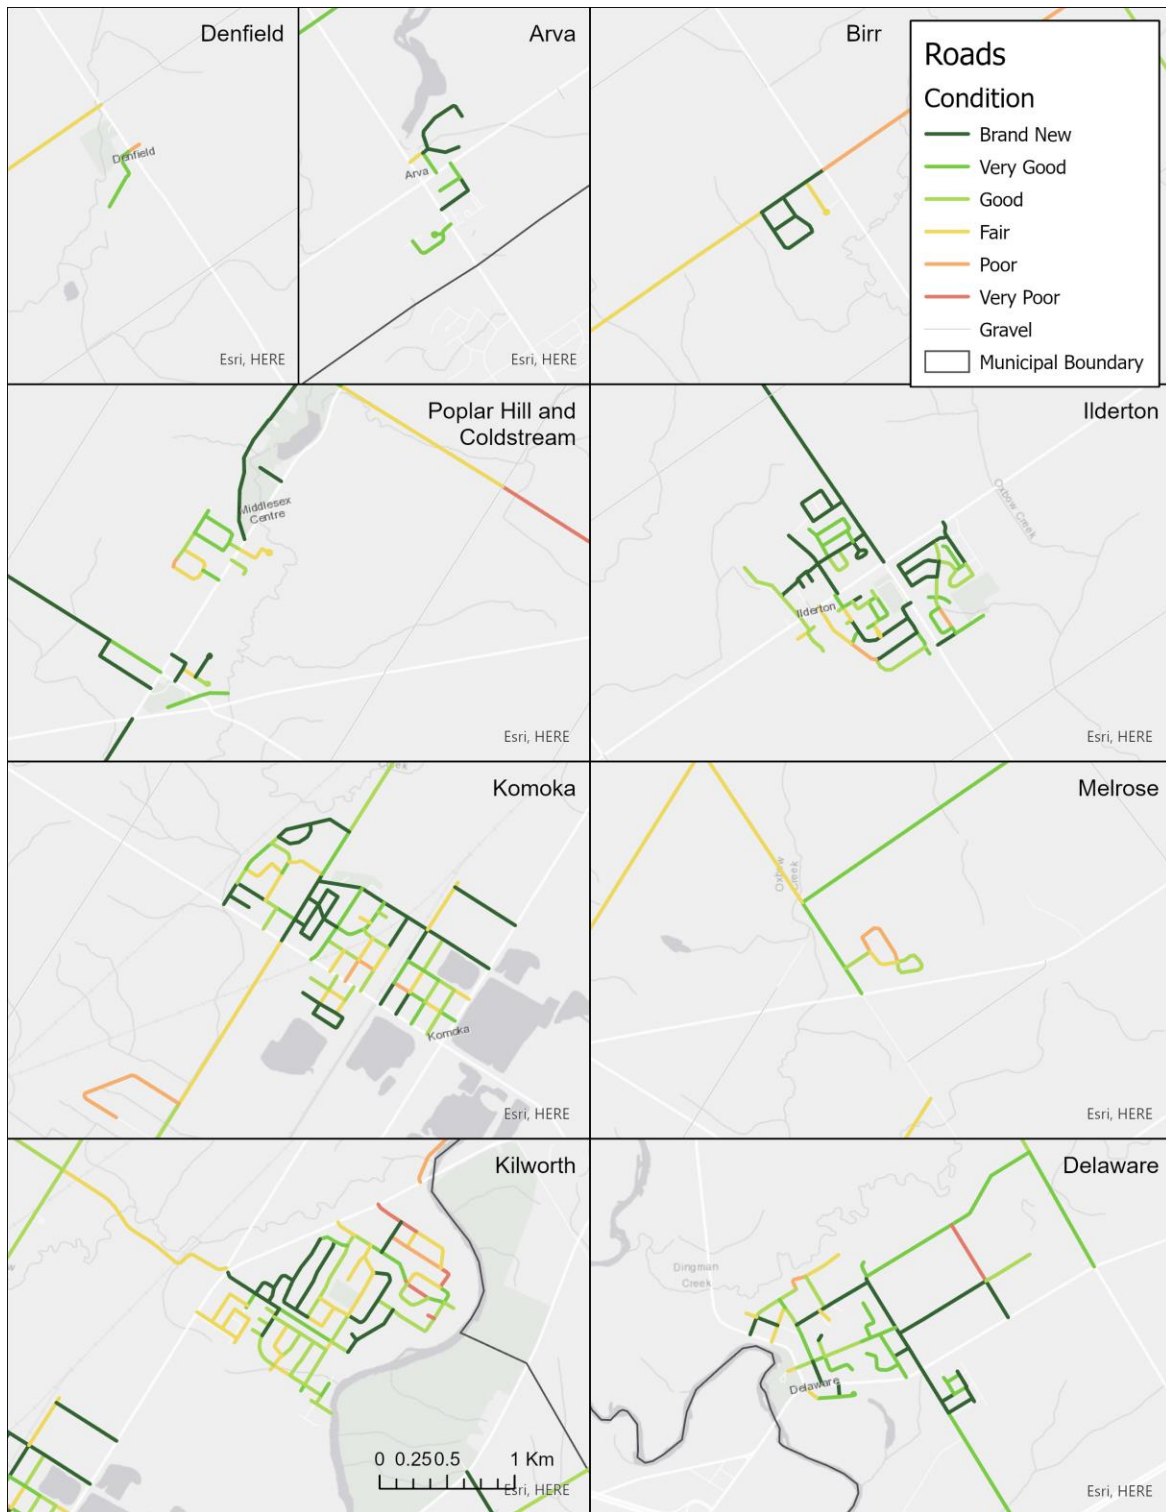 Denfield
Denfield
Esri, HERE
Arva
Arva
Esri, HERE
Birr
Roads
Condition
Brand New
Very Good
Good
Fair
Poor
Very Poor
Gravel
Municipal Boundary
Poplar Hill and
Coldstream
Middlesex
Centre
Esri, HERE
Ilderton
Oxbow Creek
Ilderton
Esri, HERE
Komoka
Creek
Komoka
Esri, HERE
Melrose
Oxbow
Creek
Esri, HERE
Kilworth
0 0.25 0.5 1 Km
Esri, HERE
Delaware
Dingman
Creek
Delaware
Esri, HERE